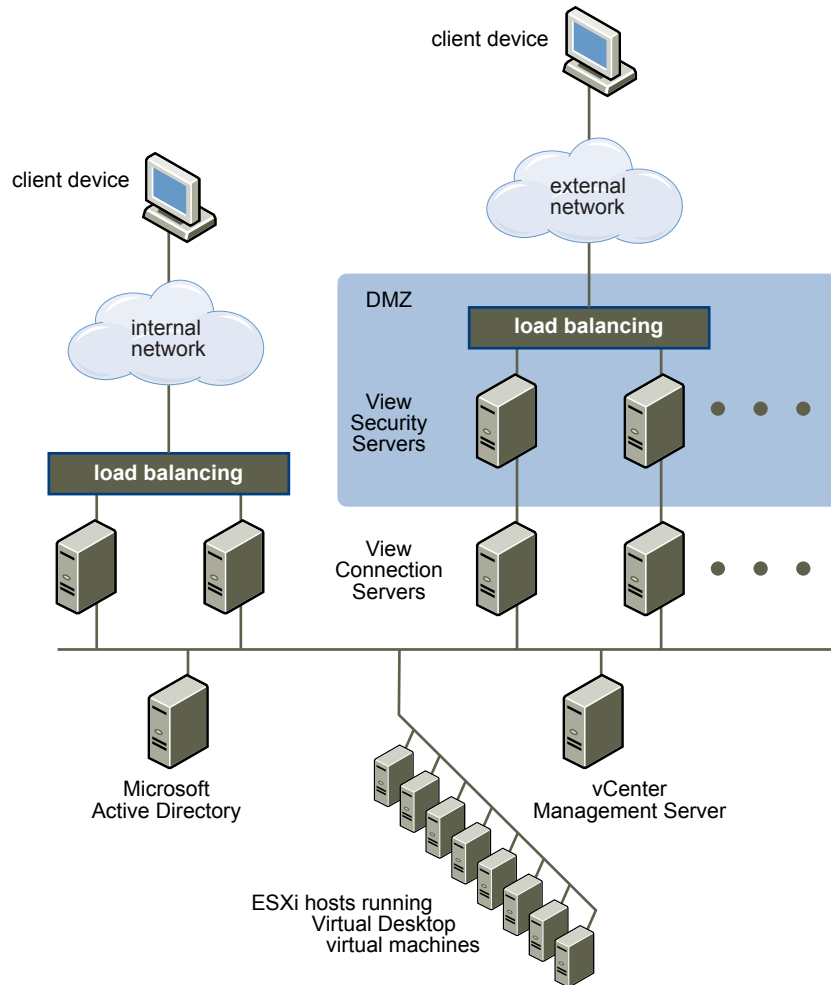 client device
client device
external
network
internal
network
DMZ
load balancing
View
Security
Servers
load balancing
View
Connection
Servers
Microsoft
Active Directory
vCenter
Management Server
ESXi hosts running
Virtual Desktop
virtual machines